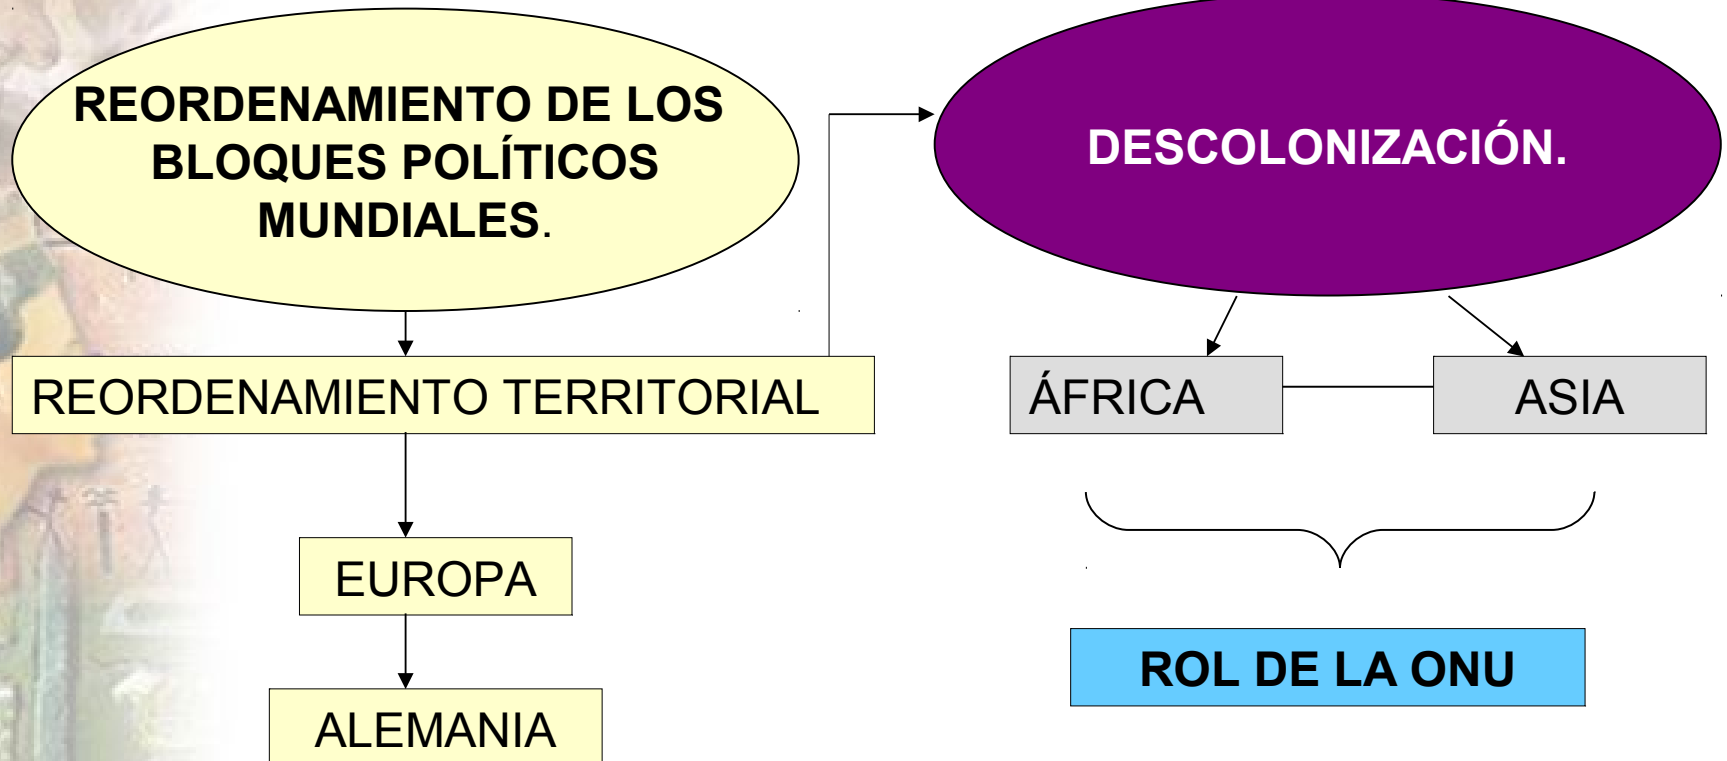 REORDENAMIENTO DE LOS
BLOQUES POLÍTICOS
MUNDIALES.
DESCOLONIZACIÓN.
REORDENAMIENTO TERRITORIAL
ÁFRICA
ASIA
EUROPA
ROL DE LA ONU
ALEMANIA